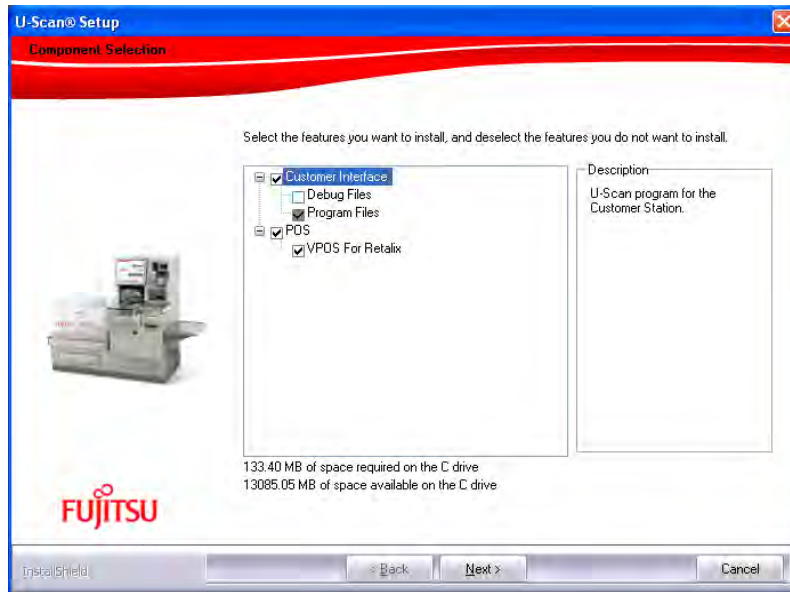 U-Scan® Setup
Component Selection
Select the features you want to install, and deselect the features you do not want to install.
Customer Interface
Debug Files
Program Files
POS
VPOS For Retalix
Description
U-Scan program for the
Customer Station.
133.40 MB of space required on the C drive
13085.05 MB of space available on the C drive
FUJITSU
InstallShield
< Back
Next >
Cancel